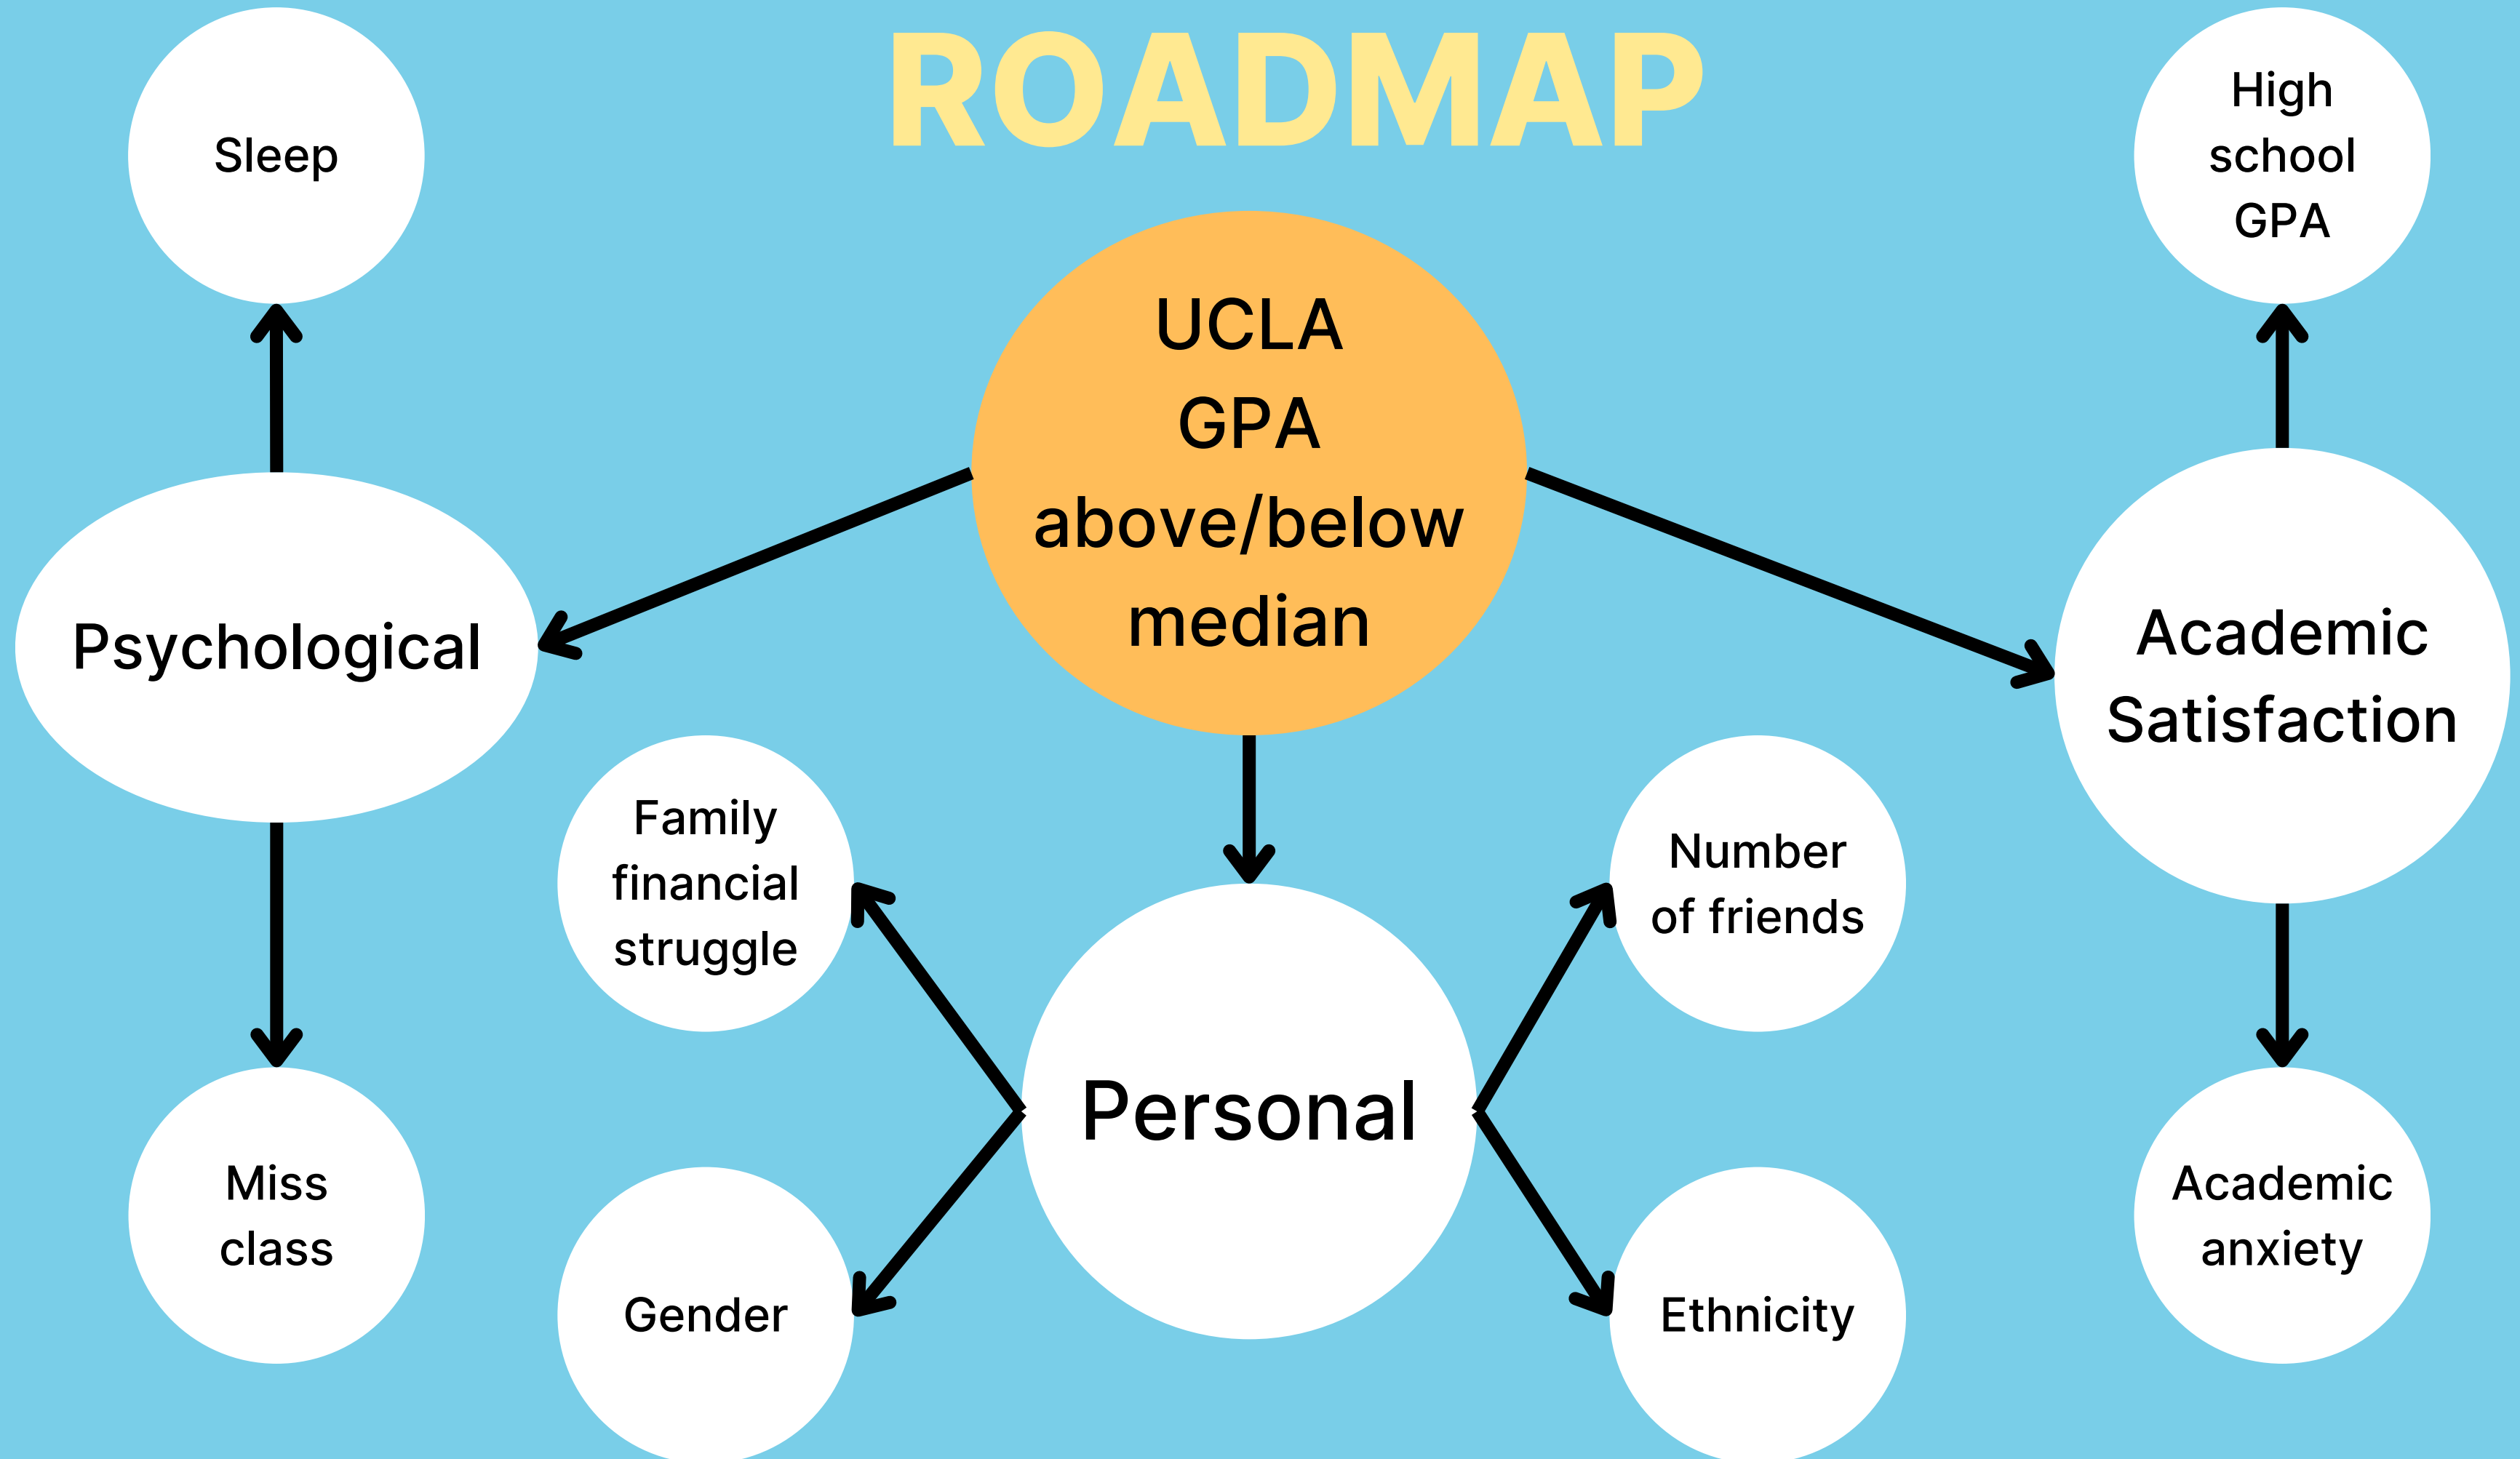 ROADMAP
Sleep
High
school
GPA
UCLA
GPA
above/below
median
Psychological
Academic
Satisfaction
Family
financial
struggle
Number
of friends
Personal
Miss
class
Gender
Ethnicity
Academic
anxiety